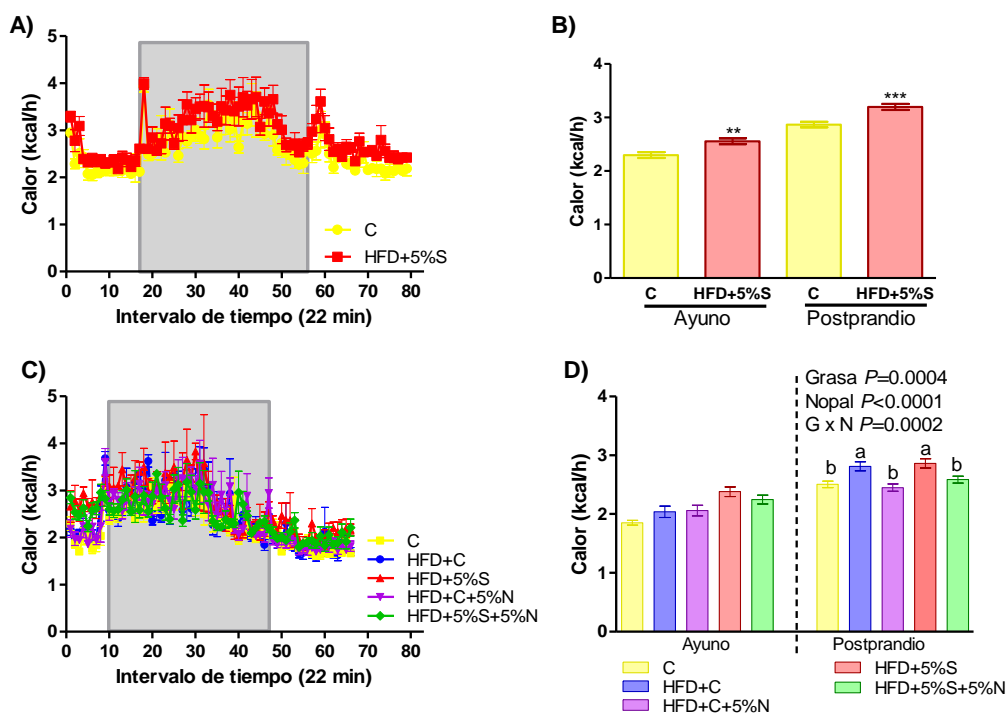 A)
Calor (kcal/h)
5
4
3
2
1
0
0 10 20 30 40 50 60 70 80
Intervalo de tiempo (22 min)
C
HFD+5%S
B)
Calor (kcal/h)
4
3
2
1
0
** ***
C HFD+5%S C HFD+5%S
Ayuno Postprandio
C)
Calor (kcal/h)
5
4
3
2
1
0
0 10 20 30 40 50 60 70 80
Intervalo de tiempo (22 min)
C
HFD+C
HFD+5%S
HFD+C+5%N
HFD+5%S+5%N
D)
Grasa P=0.0004
Nopal P<0.0001
G x N P=0.0002
Calor (kcal/h)
4
3
2
1
0
b a b a b
Ayuno Postprandio
C
HFD+C
HFD+C+5%N
HFD+5%S
HFD+5%S+5%N